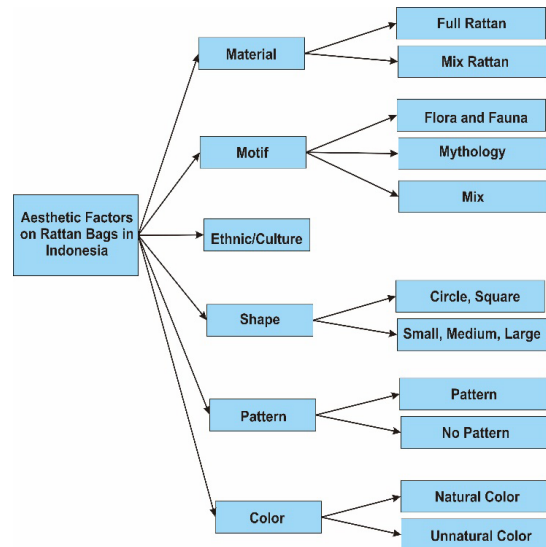 Full Rattan
Material
Mix Rattan
Flora and Fauna
Motif
Mythology
Mix
Aesthetic Factors
on Rattan Bags in
Indonesia
Ethnic/Culture
Circle, Square
Shape
Small, Medium, Large
Pattern
Pattern
No Pattern
Natural Color
Color
Unnatural Color